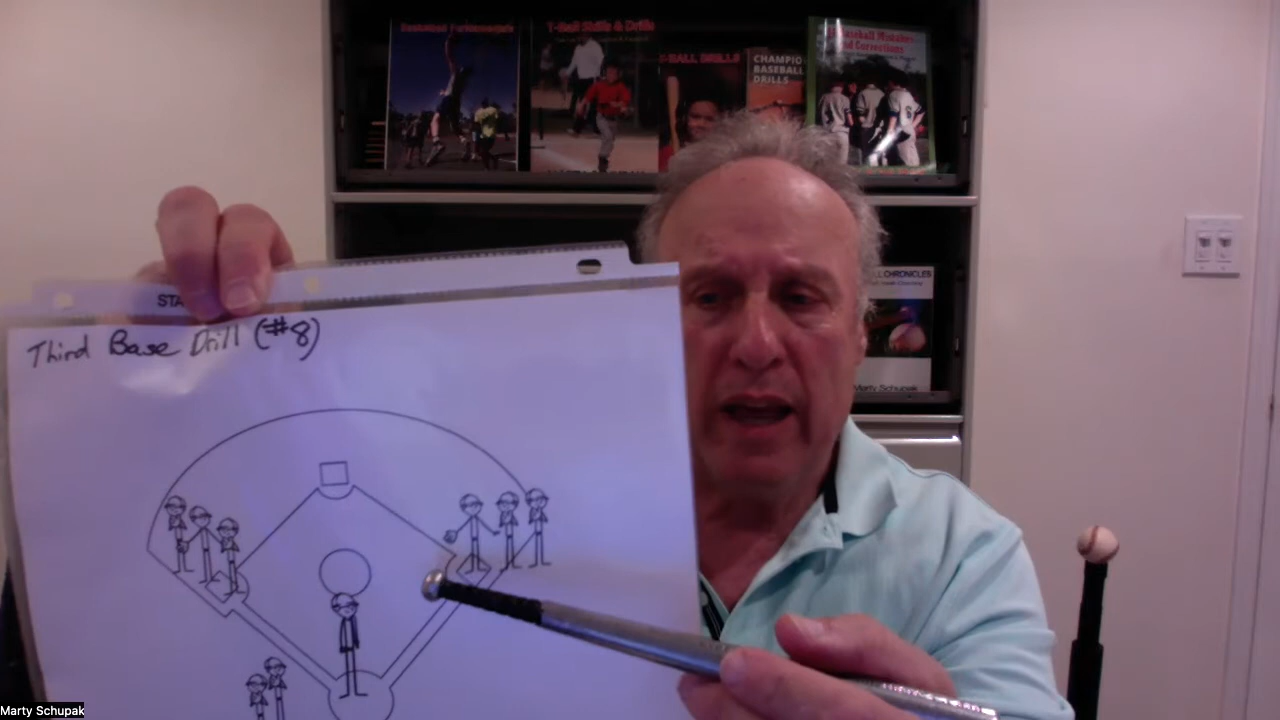 Basketball Fundamentals
T-Ball Skills & Drills
T-BALL DRILLS
CHAMPIO
BASEBALL
DRILLS
Baseball Mistakes
and Corrections
CHRONICLES
Marty Schupak
STA
Third Base Drill (#8)
Marty Schupak